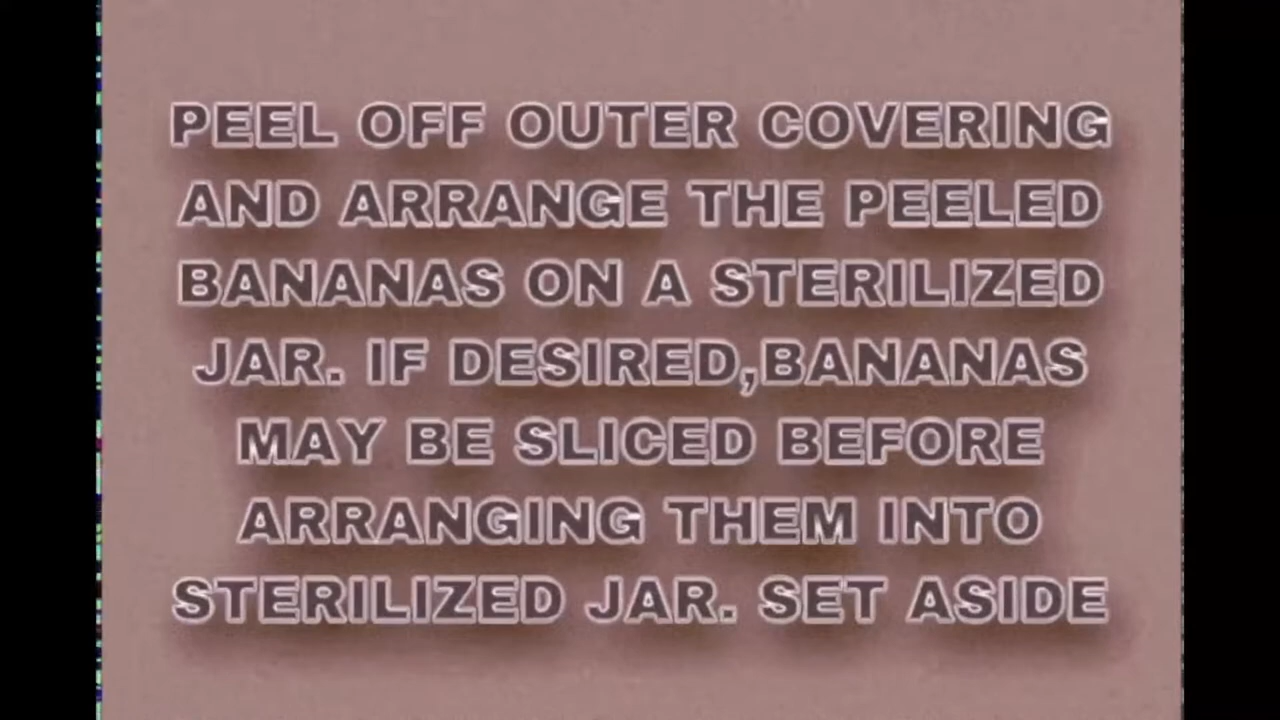 PEEL OFF OUTER COVERING
AND ARRANGE THE PEELED
BANANAS ON A STERILIZED
JAR. IF DESIRED,BANANAS
MAY BE SLICED BEFORE
ARRANGING THEM INTO
STERILIZED JAR. SET ASIDE